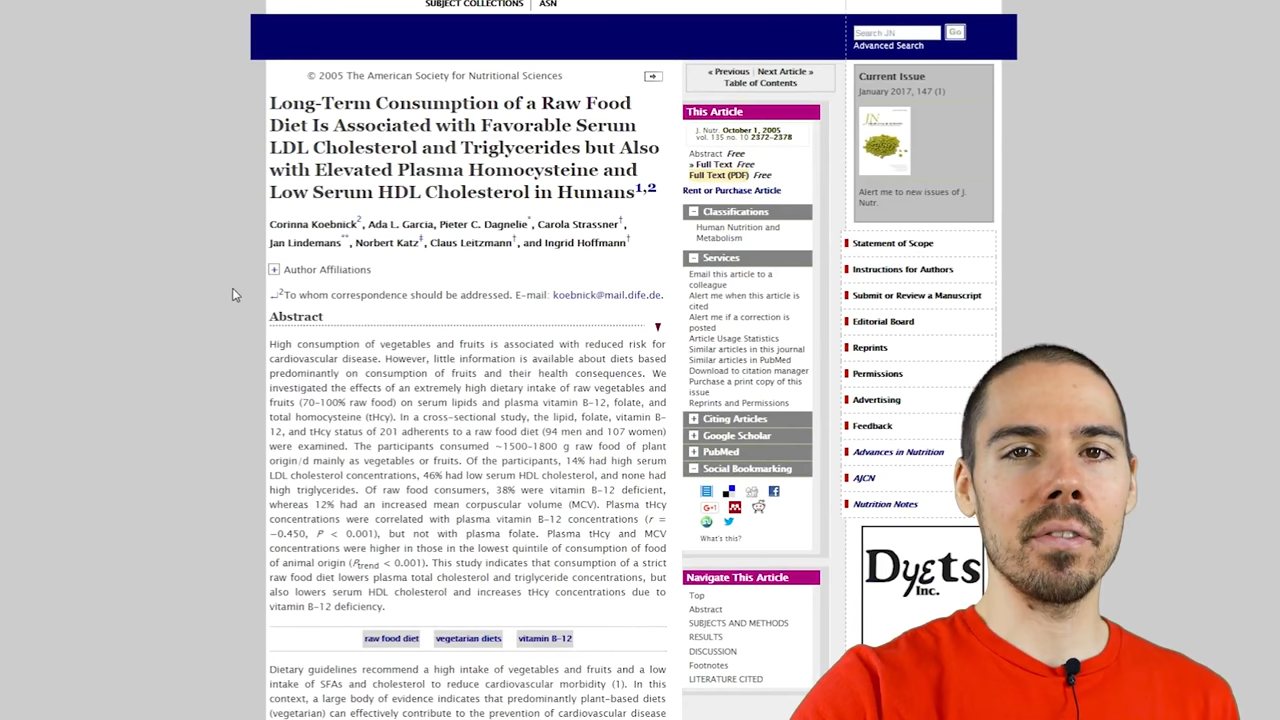 SUBJECT COLLECTIONS
ASN
Search JN
Go
Advanced Search
© 2005 The American Society for Nutritional Sciences
Long-Term Consumption of a Raw Food
Diet Is Associated with Favorable Serum
LDL Cholesterol and Triglycerides but Also
with Elevated Plasma Homocysteine and
Low Serum HDL Cholesterol in Humans1,2
Corinna Koebnick2, Ada L. Garcia, Pieter C. Dagnelie*, Carola Strassner†,
Jan Lindemans**, Norbert Katz‡, Claus Leitzmann†, and Ingrid Hoffmann†
+ Author Affiliations
↵2To whom correspondence should be addressed. E-mail: koebnick@mail.dife.de.
Abstract
High consumption of vegetables and fruits is associated with reduced risk for
cardiovascular disease. However, little information is available about diets based
predominantly on consumption of fruits and their health consequences. We
investigated the effects of an extremely high dietary intake of raw vegetables and
fruits (70–100% raw food) on serum lipids and plasma vitamin B-12, folate, and
total homocysteine (tHcy). In a cross-sectional study, the lipid, folate, vitamin B-
12, and tHcy status of 201 adherents to a raw food diet (94 men and 107 women)
were examined. The participants consumed ~1500–1800 g raw food of plant
origin/d mainly as vegetables or fruits. Of the participants, 14% had high serum
LDL cholesterol concentrations, 46% had low serum HDL cholesterol, and none had
high triglycerides. Of raw food consumers, 38% were vitamin B-12 deficient,
whereas 12% had an increased mean corpuscular volume (MCV). Plasma tHcy
concentrations were correlated with plasma vitamin B-12 concentrations (r =
−0.450, P < 0.001), but not with plasma folate. Plasma tHcy and MCV
concentrations were higher in those in the lowest quintile of consumption of food
of animal origin (Ptrend < 0.001). This study indicates that consumption of a strict
raw food diet lowers plasma total cholesterol and triglyceride concentrations, but
also lowers serum HDL cholesterol and increases tHcy concentrations due to
vitamin B-12 deficiency.
raw food diet vegetarian diets vitamin B-12
Dietary guidelines recommend a high intake of vegetables and fruits and a low
intake of SFAs and cholesterol to reduce cardiovascular morbidity (1). In this
context, a large body of evidence indicates that predominantly plant-based diets
(vegetarian) can effectively contribute to the prevention of cardiovascular disease
« Previous | Next Article »
Table of Contents
This Article
J. Nutr. October 1, 2005
vol. 135 no. 10 2372-2378
Abstract Free
» Full Text Free
Full Text (PDF) Free
Rent or Purchase Article
Classifications
Human Nutrition and
Metabolism
Services
Email this article to a
colleague
Alert me when this article is
cited
Alert me if a correction is
posted
Article Usage Statistics
Similar articles in this journal
Similar articles in PubMed
Download to citation manager
Purchase a print copy of this
issue
Reprints and Permissions
+ Citing Articles
+ Google Scholar
+ PubMed
Social Bookmarking
G+1
What's this?
Navigate This Article
Top
Abstract
SUBJECTS AND METHODS
RESULTS
DISCUSSION
Footnotes
LITERATURE CITED
Current Issue
January 2017, 147 (1)
JN
Alert me to new issues of J.
Nutr.
Statement of Scope
Instructions for Authors
Submit or Review a Manuscript
Editorial Board
Reprints
Permissions
Advertising
Feedback
Advances in Nutrition
AJCN
Nutrition Notes
Dyets
Inc.